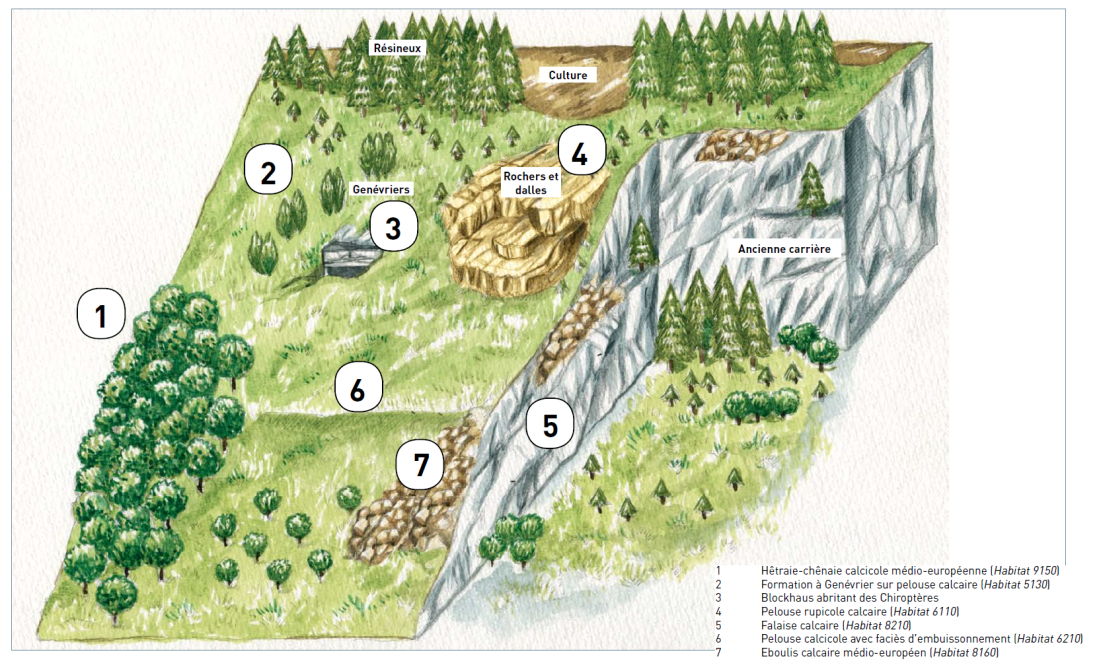 Résineux
Culture
4
2
Rochers et
dalles
Genévriers
3
Ancienne carrière
1
6
5
7
1 Hêtraie-chênaie calcicole médio-européenne (Habitat 9150)
2 Formation à Genévrier sur pelouse calcaire (Habitat 5130)
3 Blockhaus abritant des Chiroptères
4 Pelouse rupicole calcaire (Habitat 6110)
5 Falaise calcaire (Habitat 8210)
6 Pelouse calcicole avec faciès d'embuissonnement (Habitat 6210)
7 Eboulis calcaire médio-européen (Habitat 8160)